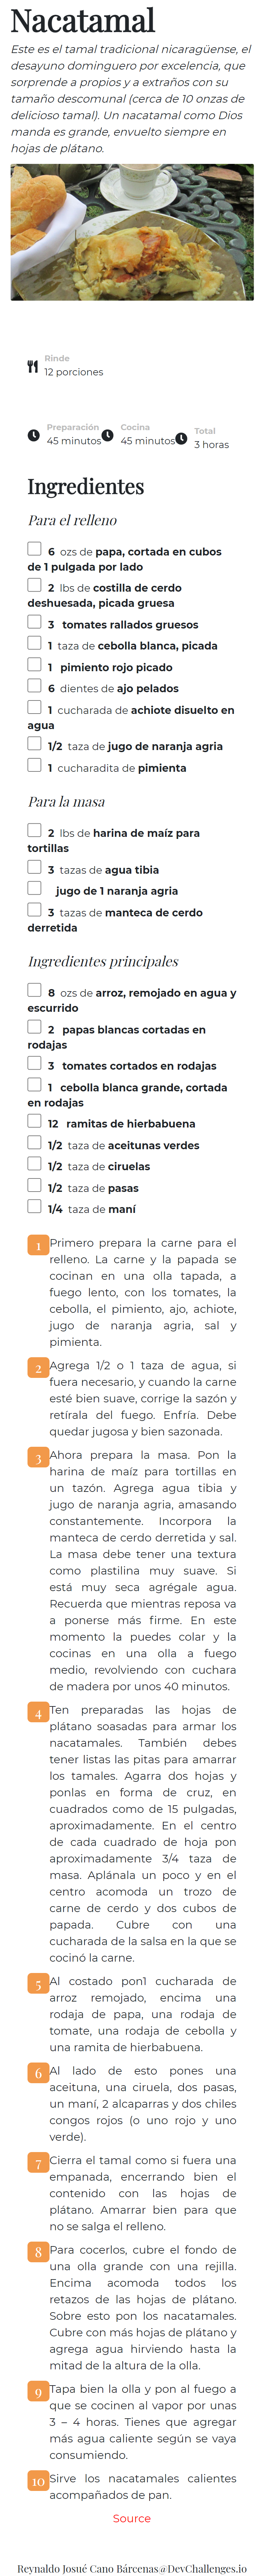 Nacatamal
Este es el tamal tradicional nicaragüense, el
desayuno dominguero por excelencia, que
sorprende a propios y a extraños con su
tamaño descomunal (cerca de 10 onzas de
delicioso tamal). Un nacatamal como Dios
manda es grande, envuelto siempre en
hojas de plátano.
Rinde
12 porciones
Preparación Cocina Total
45 minutos 45 minutos 3 horas
Ingredientes
Para el relleno
6 ozs de papa, cortada en cubos
de 1 pulgada por lado
2 lbs de costilla de cerdo
deshuesada, picada gruesa
3 tomates rallados gruesos
1 taza de cebolla blanca, picada
1 pimiento rojo picado
6 dientes de ajo pelados
1 cucharada de achiote disuelto en
agua
1/2 taza de jugo de naranja agria
1 cucharadita de pimienta
Para la masa
2 lbs de harina de maíz para
tortillas
3 tazas de agua tibia
jugo de 1 naranja agria
3 tazas de manteca de cerdo
derretida
Ingredientes principales
8 ozs de arroz, remojado en agua y
escurrido
2 papas blancas cortadas en
rodajas
3 tomates cortados en rodajas
1 cebolla blanca grande, cortada
en rodajas
12 ramitas de hierbabuena
1/2 taza de aceitunas verdes
1/2 taza de ciruelas
1/2 taza de pasas
1/4 taza de maní
1 Primero prepara la carne para el
relleno. La carne y la papada se
cocinan en una olla tapada, a
fuego lento, con los tomates, la
cebolla, el pimiento, ajo, achiote,
jugo de naranja agria, sal y
pimienta.
2 Agrega 1/2 o 1 taza de agua, si
fuera necesario, y cuando la carne
esté bien suave, corrige la sazón y
retírala del fuego. Enfría. Debe
quedar jugosa y bien sazonada.
3 Ahora prepara la masa. Pon la
harina de maíz para tortillas en
un tazón. Agrega agua tibia y
jugo de naranja agria, amasando
constantemente. Incorpora la
manteca de cerdo derretida y sal.
La masa debe tener una textura
como plastilina muy suave. Si
está muy seca agrégale agua.
Recuerda que mientras reposa va
a ponerse más firme. En este
momento la puedes colar y la
cocinas en una olla a fuego
medio, revolviendo con cuchara
de madera por unos 40 minutos.
4 Ten preparadas las hojas de
plátano soasadas para armar los
nacatamales. También debes
tener listas las pitas para amarrar
los tamales. Agarra dos hojas y
ponlas en forma de cruz, en
cuadrados como de 15 pulgadas,
aproximadamente. En el centro
de cada cuadrado de hoja pon
aproximadamente 3/4 taza de
masa. Aplánala un poco y en el
centro acomoda un trozo de
carne de cerdo y dos cubos de
papada. Cubre con una
cucharada de la salsa en la que se
cocinó la carne.
5 Al costado pon1 cucharada de
arroz remojado, encima una
rodaja de papa, una rodaja de
tomate, una rodaja de cebolla y
una ramita de hierbabuena.
6 Al lado de esto pones una
aceituna, una ciruela, dos pasas,
un maní, 2 alcaparras y dos chiles
congos rojos (o uno rojo y uno
verde).
7 Cierra el tamal como si fuera una
empanada, encerrando bien el
contenido con las hojas de
plátano. Amarrar bien para que
no se salga el relleno.
8 Para cocerlos, cubre el fondo de
una olla grande con una rejilla.
Encima acomoda todos los
retazos de las hojas de plátano.
Sobre esto pon los nacatamales.
Cubre con más hojas de plátano y
agrega agua hirviendo hasta la
mitad de la altura de la olla.
9 Tapa bien la olla y pon al fuego a
que se cocinen al vapor por unas
3 – 4 horas. Tienes que agregar
más agua caliente según se vaya
consumiendo.
10 Sirve los nacatamales calientes
acompañados de pan.
Source
Reynaldo Josué Cano Bárcenas@DevChallenges.io